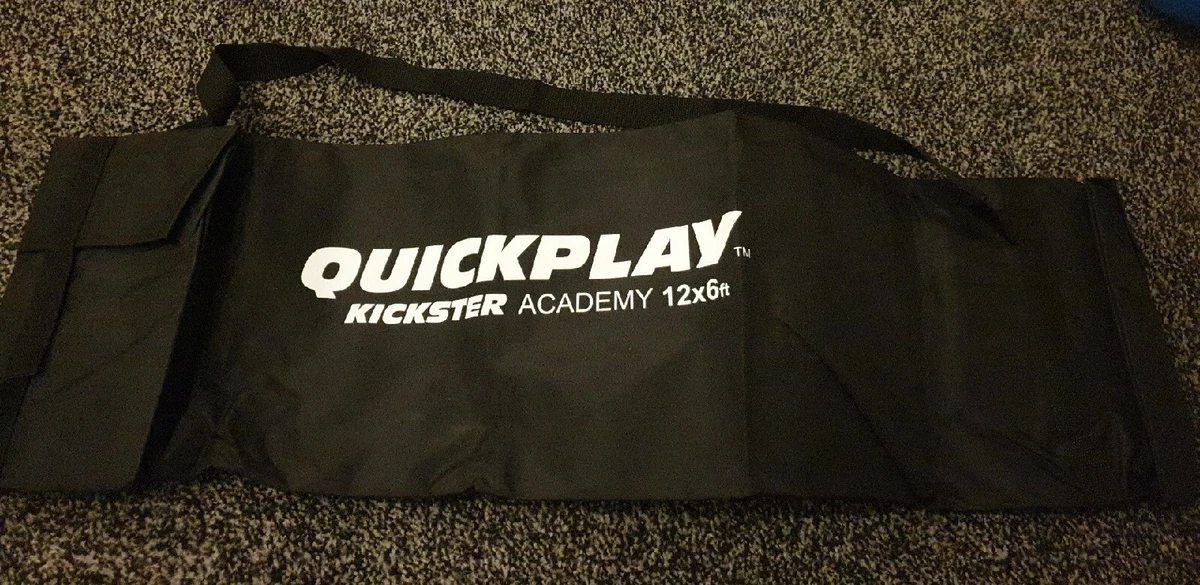 QUICKPLAY™
KICKSTER ACADEMY 12x6ft